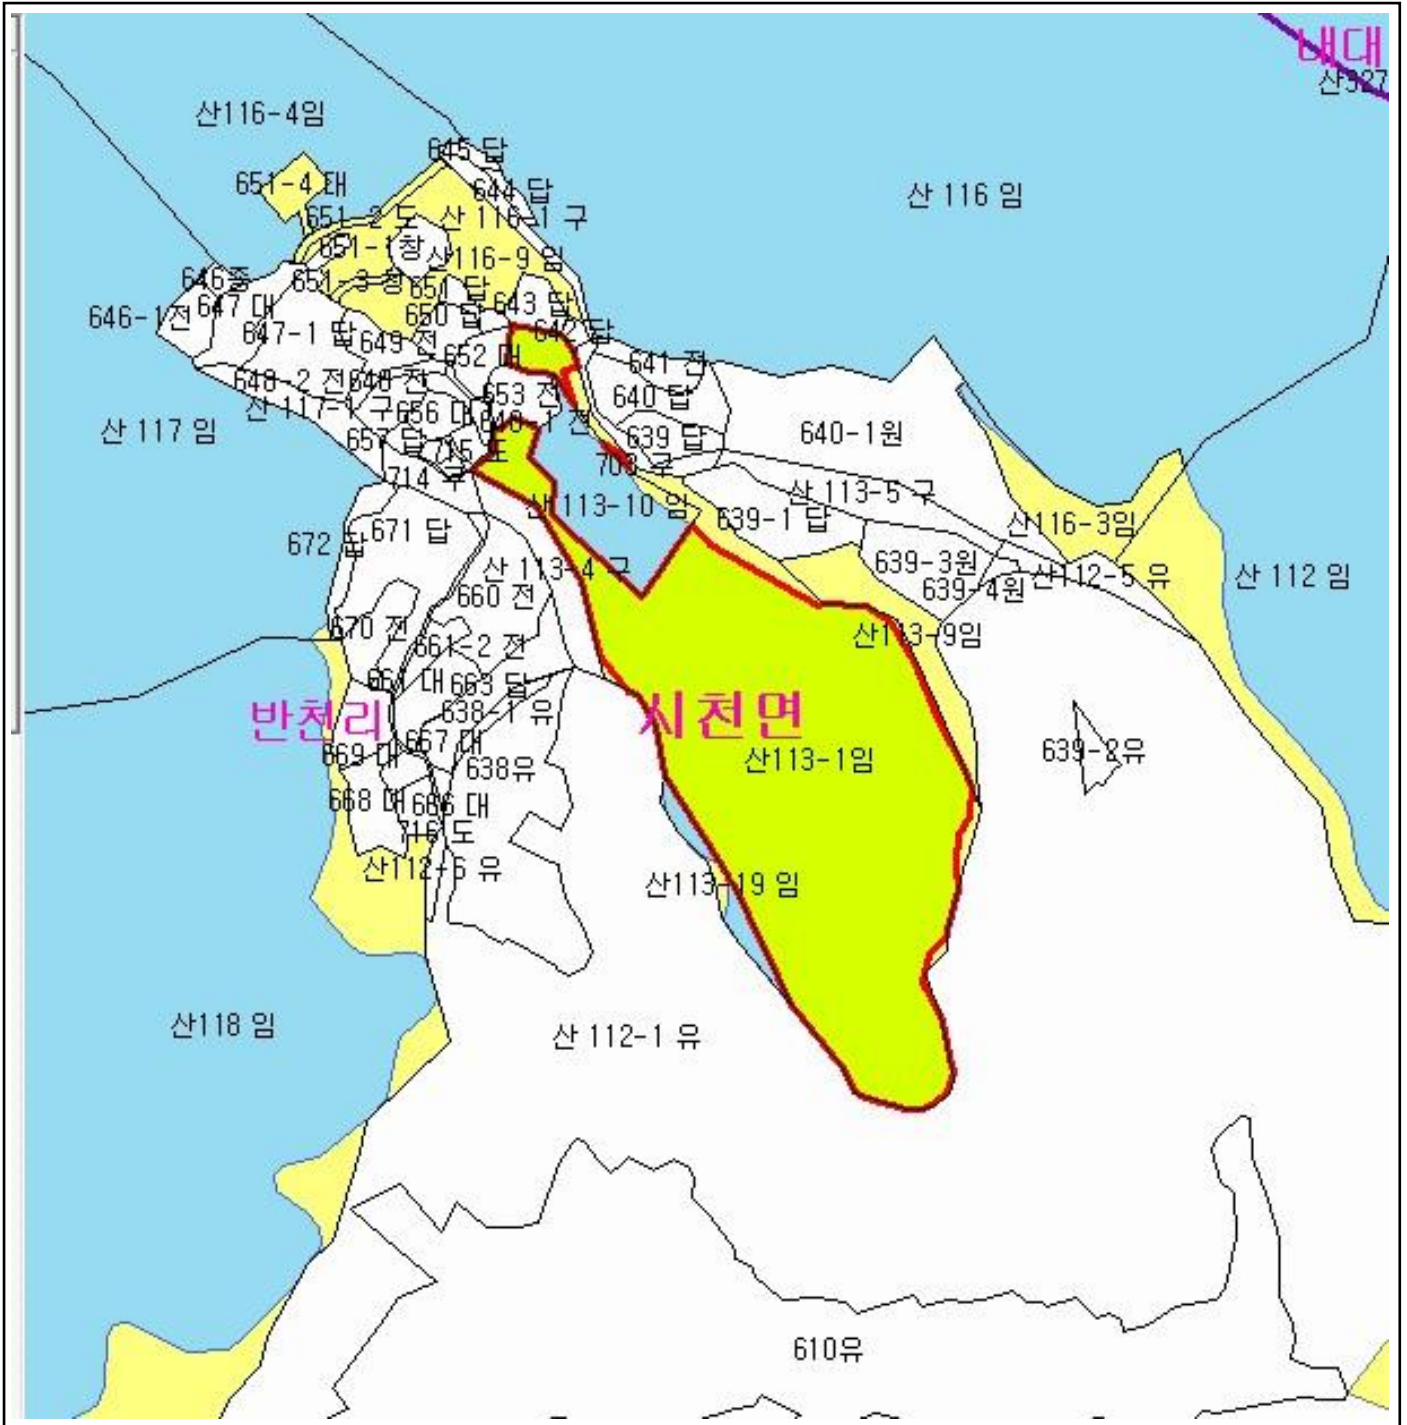 내대
산327
산116-4임
645 답
651-4 대
644 답
산 116 임
651-2 도
산 116-1 구
651-1창
산116-9 임
646종
651-3 창
651 답
647 대
643 답
646-1전
650 답
647-1 답
642 답
649 전
652 대
641 전
648-2 전
648 전
653 전
640 답
산 117-1 구
656 대
산 117 임
640-1원
657 답
639 답
715 도
703 구
714 구
산 113-5 구
산 113-10 임
639-1 답
산116-3임
671 답
672 답
639-3원
산 113-4 구
산112-5 유
산 112 임
639-4원
660 전
670 전
산113-9임
661-2 전
663 답
638-1 유
시천면
반천리
667 대
639-2유
669 대
산113-1임
638유
668 대
666 대
716 도
산112-6 유
산113-19 임
산118 임
산 112-1 유
610유